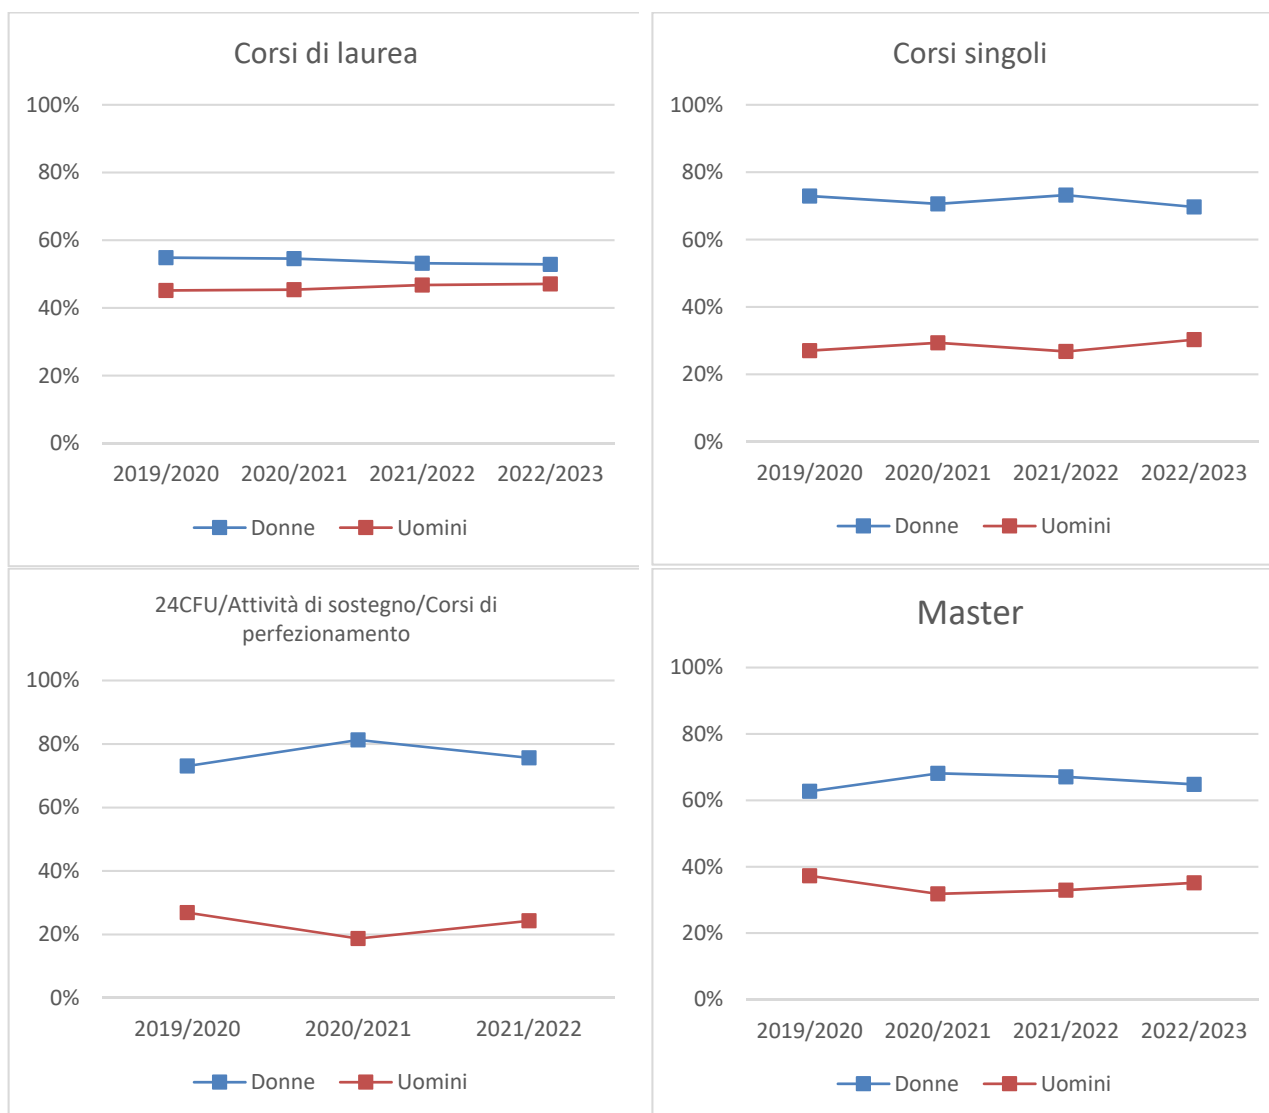 Corsi di laurea
100%
80%
60%
40%
20%
0%
2019/2020 2020/2021 2021/2022 2022/2023
Donne Uomini
Corsi singoli
100%
80%
60%
40%
20%
0%
2019/2020 2020/2021 2021/2022 2022/2023
Donne Uomini
24CFU/Attività di sostegno/Corsi di
perfezionamento
100%
80%
60%
40%
20%
0%
2019/2020 2020/2021 2021/2022
Donne Uomini
Master
100%
80%
60%
40%
20%
0%
2019/2020 2020/2021 2021/2022 2022/2023
Donne Uomini